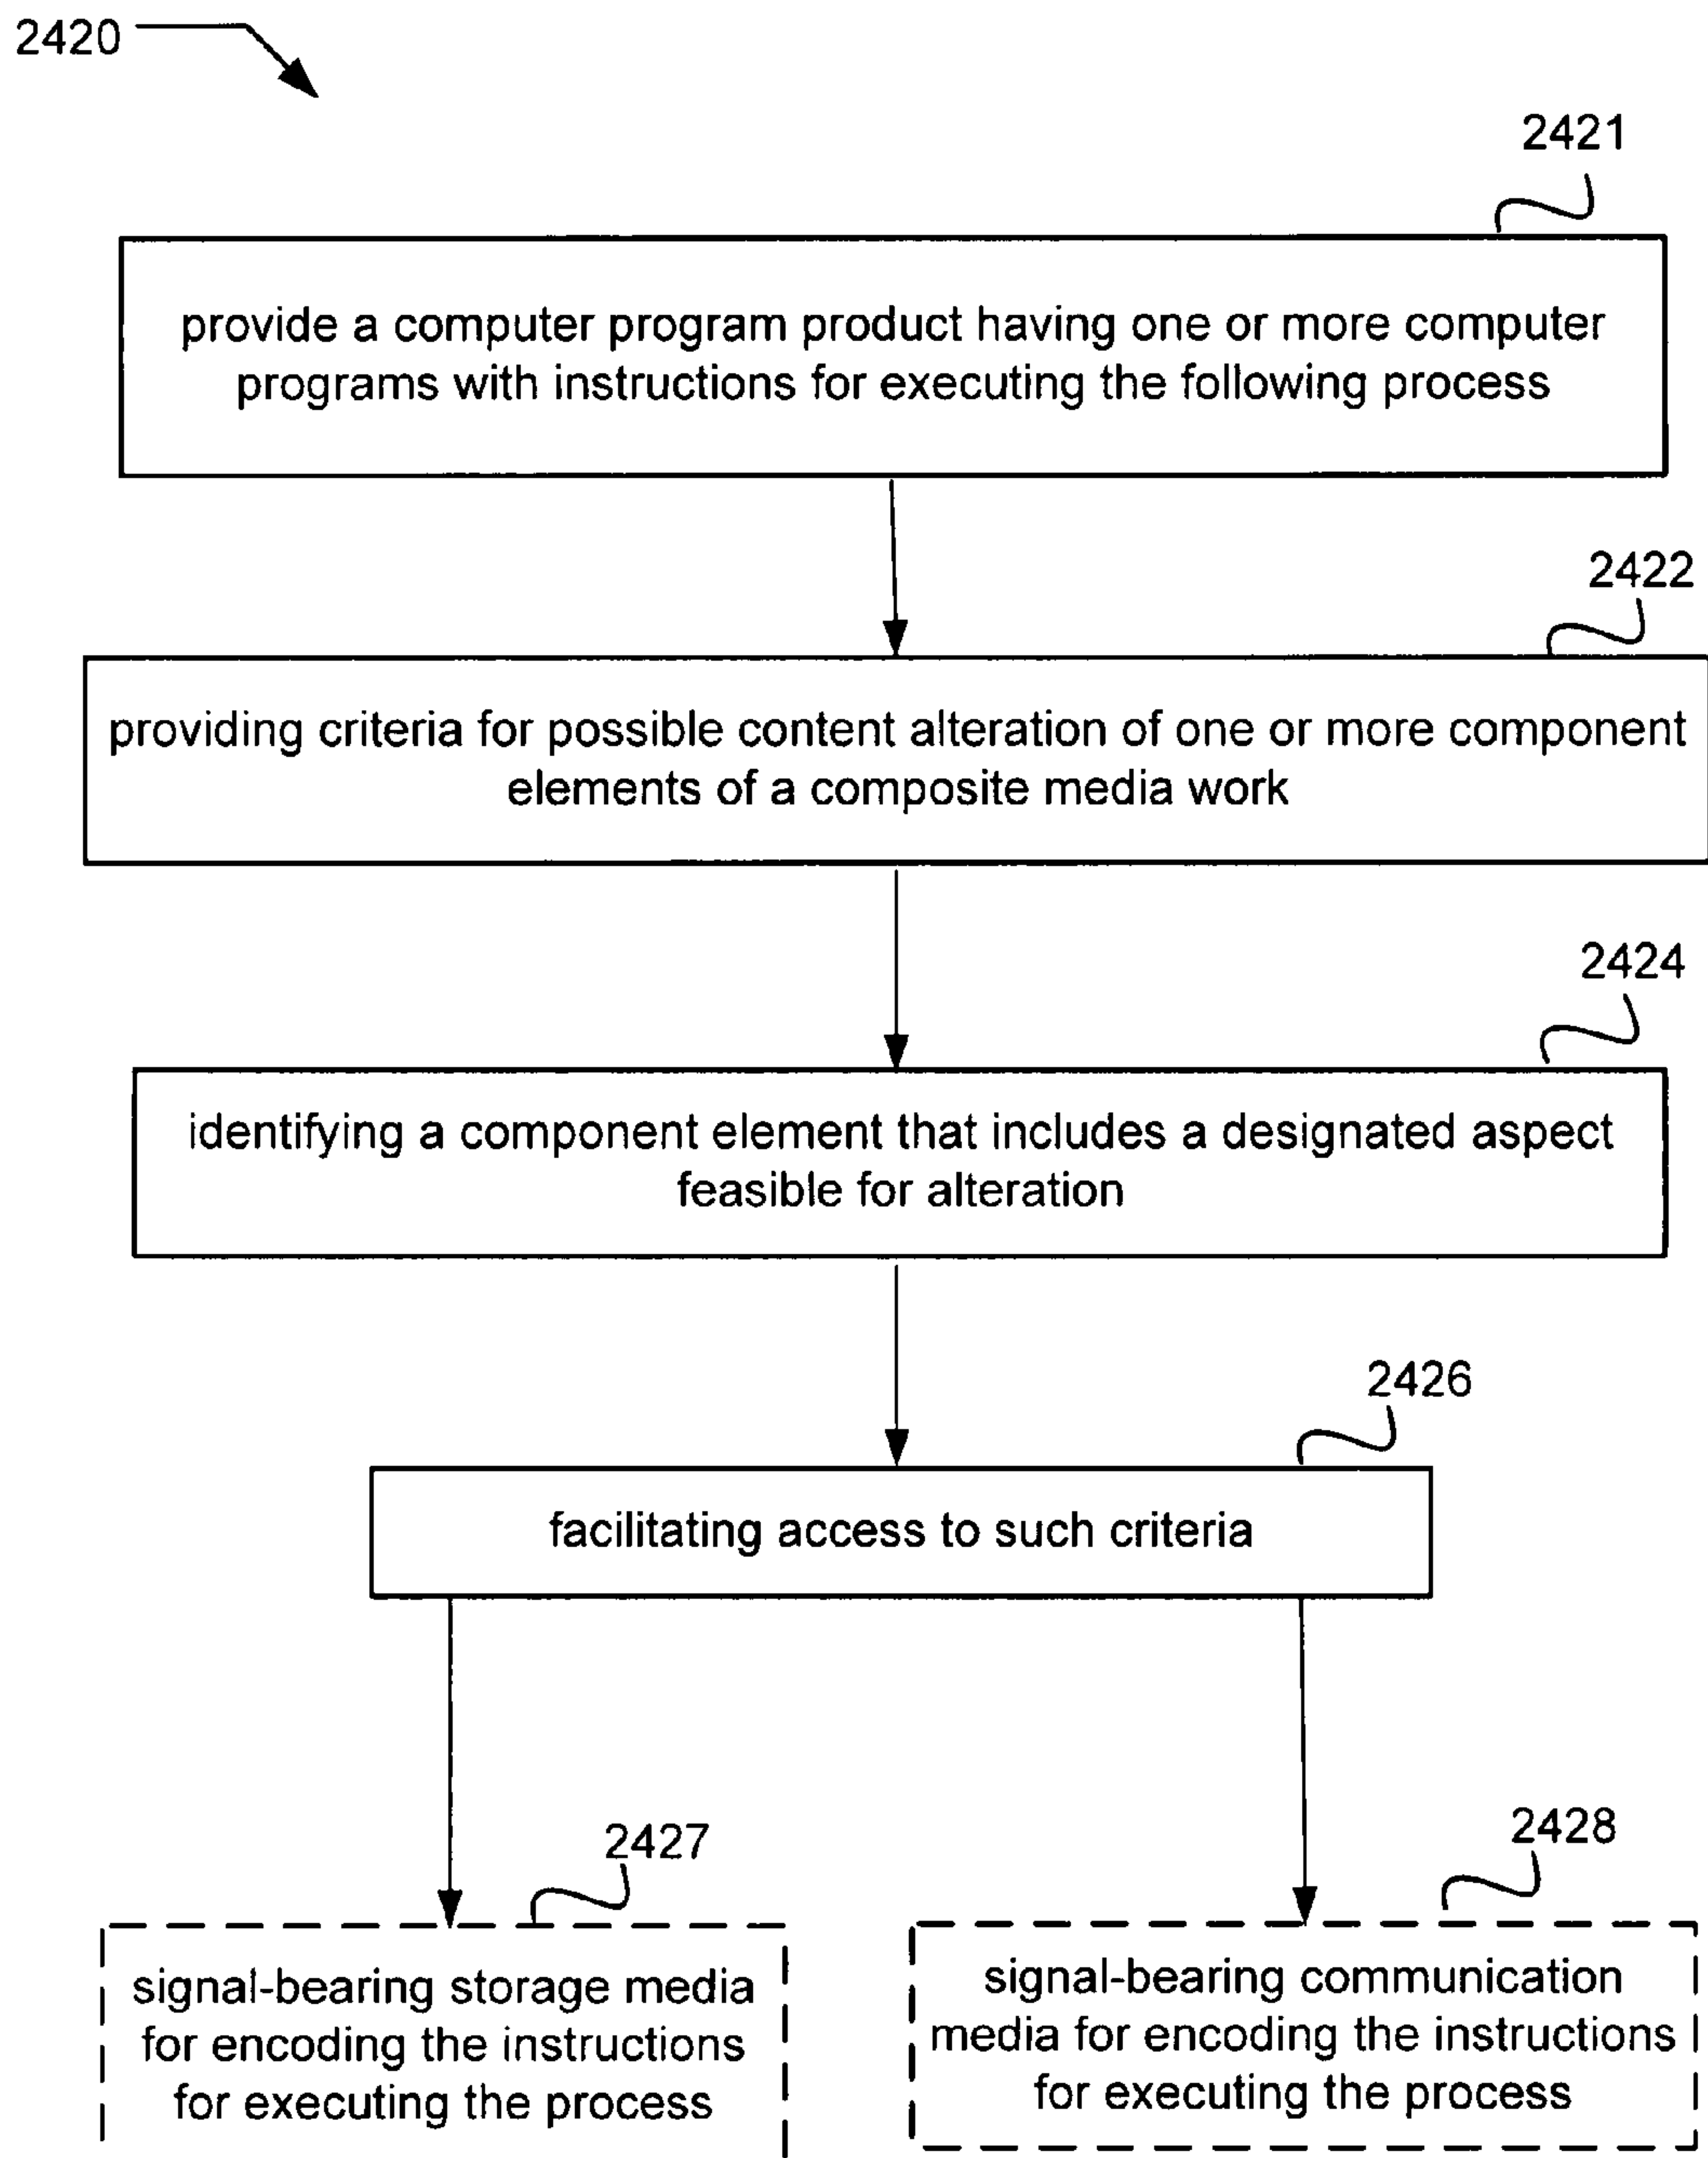 2420
2421
provide a computer program product having one or more computer
programs with instructions for executing the following process
2422
providing criteria for possible content alteration of one or more component
elements of a composite media work
2424
identifying a component element that includes a designated aspect
feasible for alteration
2426
facilitating access to such criteria
2427
signal-bearing storage media
for encoding the instructions
for executing the process
2428
signal-bearing communication
media for encoding the instructions
for executing the process